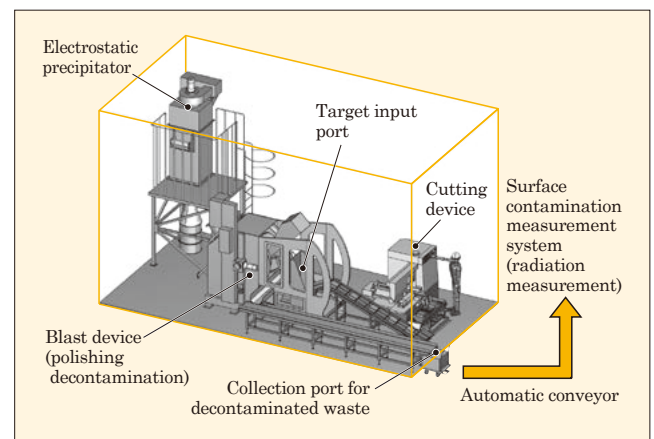 Electrostatic
precipitator
Target input
port
Cutting
device
Surface
contamination
measurement
system
(radiation
measurement)
Blast device
(polishing
decontamination)
Collection port for
decontaminated waste
Automatic conveyor